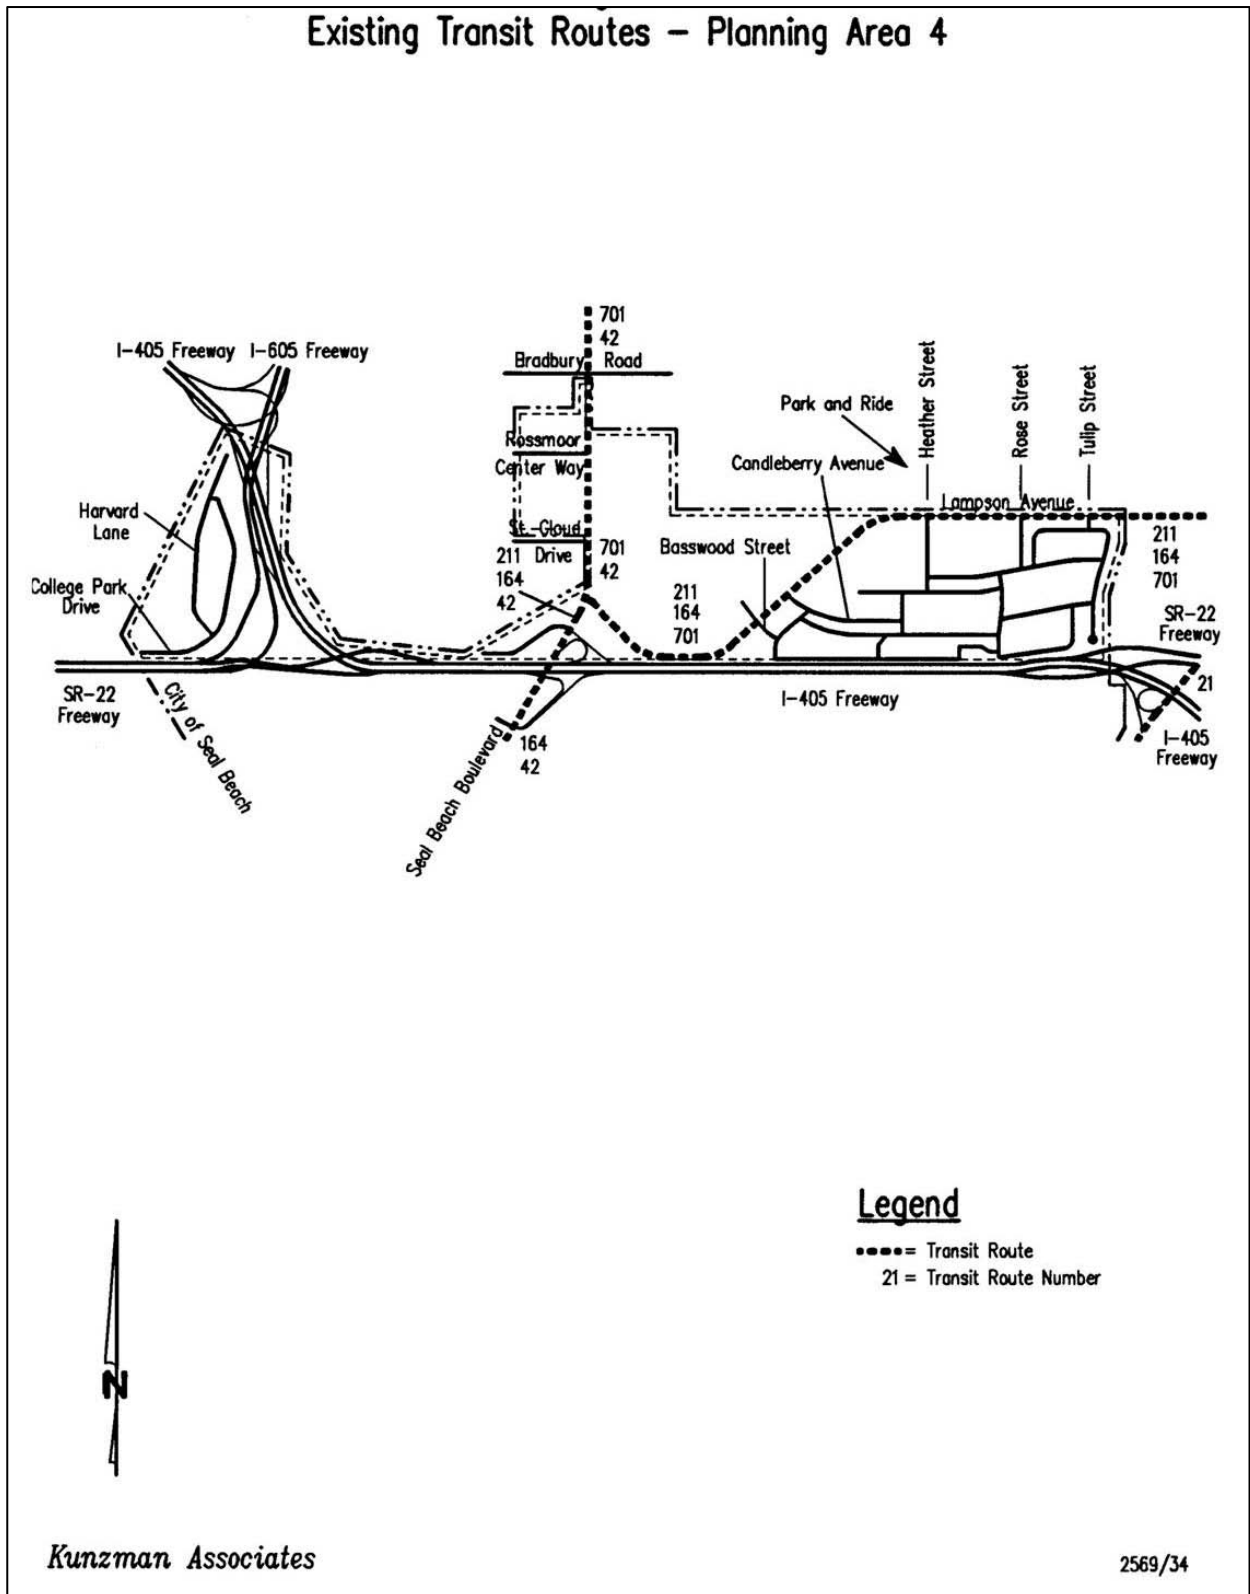 Existing Transit Routes - Planning Area 4
701
42
I-405 Freeway
I-605 Freeway
Bradbury Road
Park and Ride
Heather Street
Rose Street
Tulip Street
Rossmoor
Center Way
Candleberry Avenue
Lampson Avenue
Harvard
Lane
St. Cloud
Drive
701
42
Basswood Street
211
164
701
211
164
42
College Park
Drive
211
164
701
SR-22
Freeway
SR-22
Freeway
City of Seal Beach
I-405 Freeway
21
Seal Beach Boulevard
164
42
I-405
Freeway
Legend
= Transit Route
21 = Transit Route Number
N
Kunzman Associates
2569/34